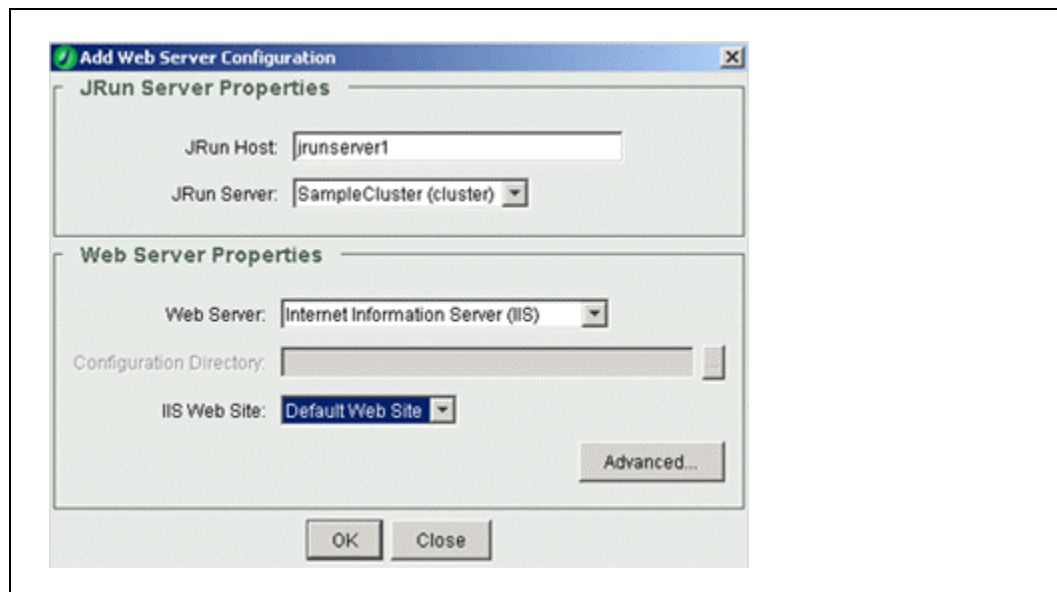 Add Web Server Configuration
JRun Server Properties
JRun Host: jrunserver1
JRun Server: SampleCluster (cluster)
Web Server Properties
Web Server: Internet Information Server (IIS)
Configuration Directory: ...
IIS Web Site: Default Web Site
Advanced...
OK Close